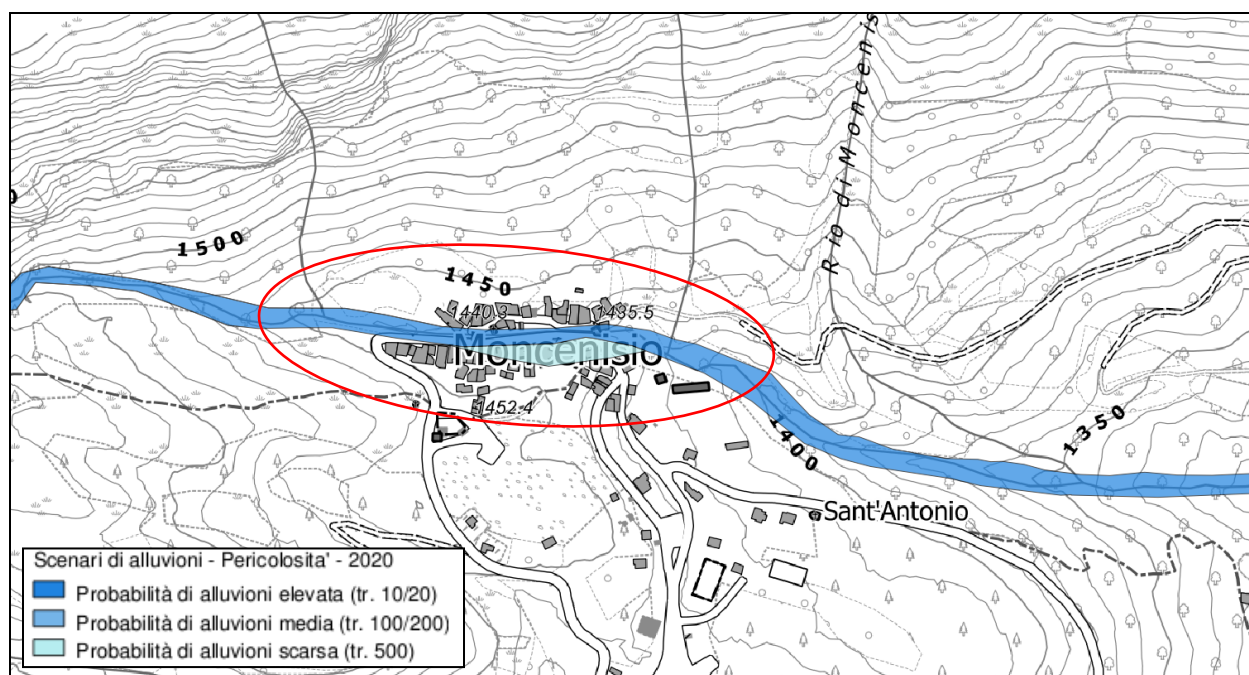 Rio di Moncenis
0
1500
1450
1440.3
1435.5
Moncenisio
1452.4
1400
1350
Sant'Antonio
Scenari di alluvioni - Pericolosita' - 2020
Probabilità di alluvioni elevata (tr. 10/20)
Probabilità di alluvioni media (tr. 100/200)
Probabilità di alluvioni scarsa (tr. 500)